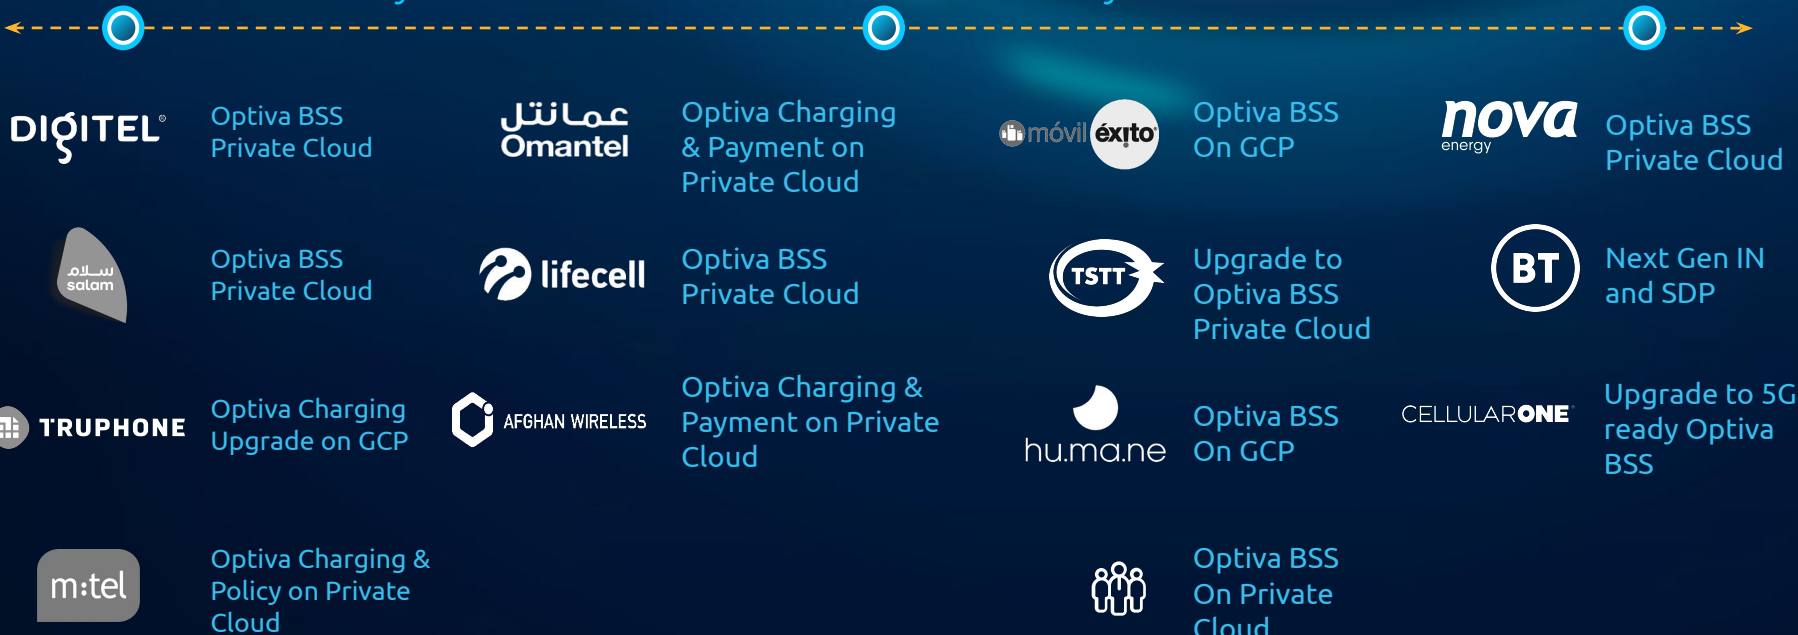 DIGITEL®
Optiva BSS
Private Cloud
عمانتل
Omantel
Optiva Charging
& Payment on
Private Cloud
móvil éxito®
Optiva BSS
On GCP
nova
energy
Optiva BSS
Private Cloud
سلام
salam
Optiva BSS
Private Cloud
lifecell
Optiva BSS
Private Cloud
TSTT
Upgrade to
Optiva BSS
Private Cloud
BT
Next Gen IN
and SDP
TRUPHONE
Optiva Charging
Upgrade on GCP
AFGHAN WIRELESS
Optiva Charging &
Payment on Private
Cloud
hu.ma.ne
Optiva BSS
On GCP
CELLULARONE
Upgrade to 5G
ready Optiva
BSS
m:tel
Optiva Charging &
Policy on Private
Cloud
Optiva BSS
On Private
Cloud